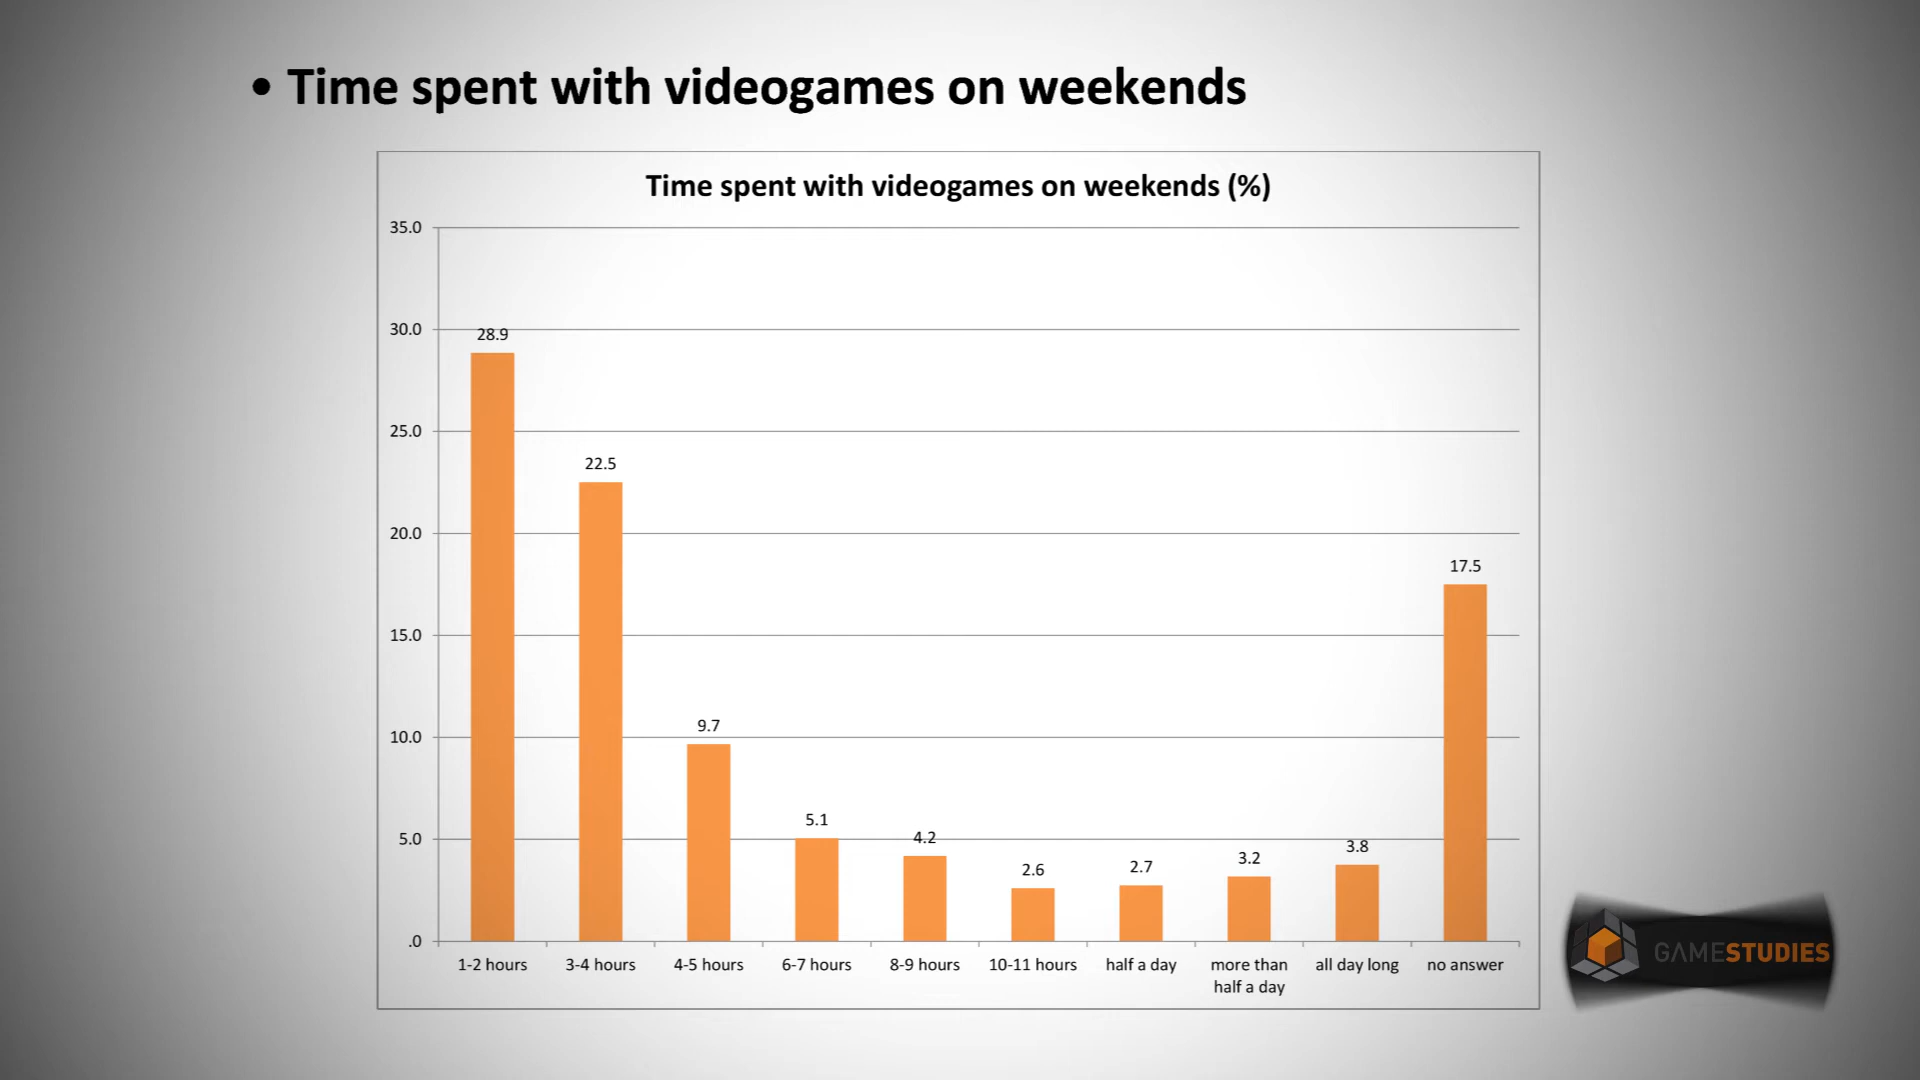 • Time spent with videogames on weekends
Time spent with videogames on weekends (%)
35.0
30.0
25.0
20.0
15.0
10.0
5.0
.0
28.9
22.5
9.7
5.1
4.2
2.6
2.7
3.2
3.8
17.5
1-2 hours
3-4 hours
4-5 hours
6-7 hours
8-9 hours
10-11 hours
half a day
more than
half a day
all day long
no answer
GAMESTUDIES